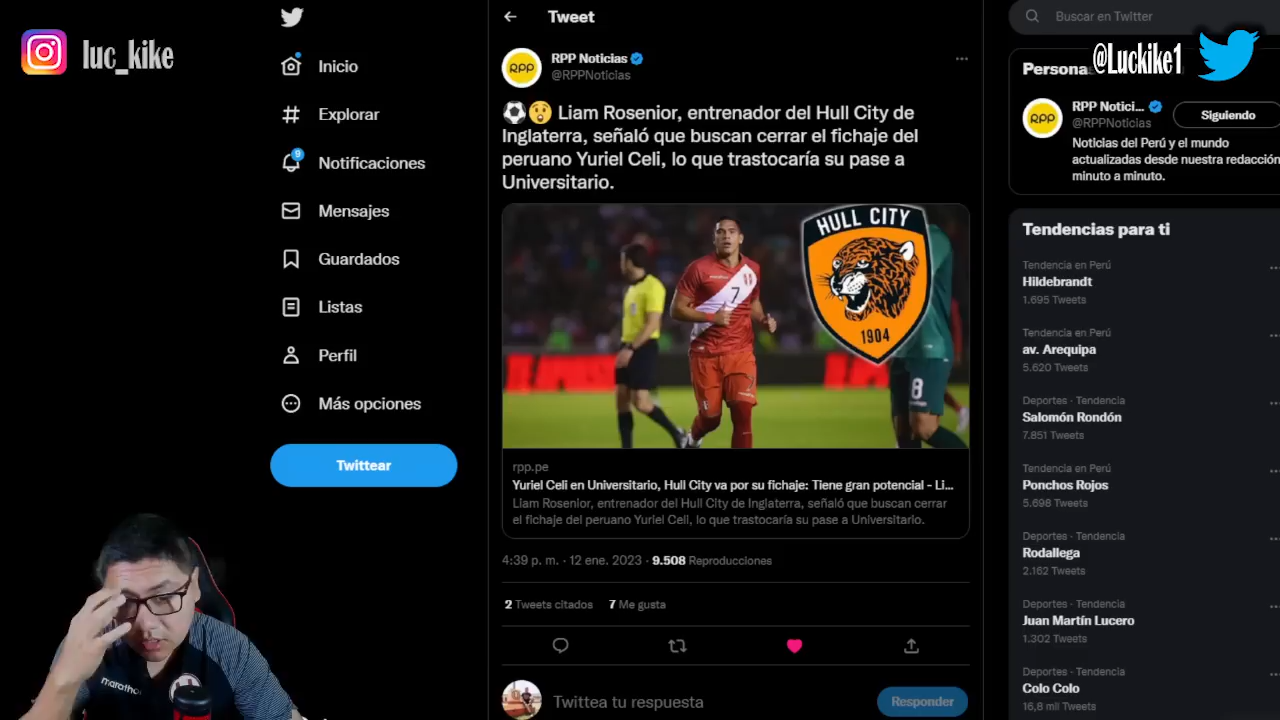 luc_kike
Inicio
Explorar
9
Notificaciones
Mensajes
Guardados
Listas
Perfil
Más opciones
Twittear
Tweet
RPP
RPP Noticias
@RPPNoticias
Liam Rosenior, entrenador del Hull City de
Inglaterra, señaló que buscan cerrar el fichaje del
peruano Yuriel Celi, lo que trastocaría su pase a
Universitario.
HULL CITY
1904
marathon
7
8
rpp.pe
Yuriel Celi en Universitario, Hull City va por su fichaje: Tiene gran potencial - Li...
Liam Rosenior, entrenador del Hull City de Inglaterra, señaló que buscan cerrar
el fichaje del peruano Yuriel Celi, lo que trastocaría su pase a Universitario.
4:39 p. m. · 12 ene. 2023 · 9.508 Reproducciones
2 Tweets citados 7 Me gusta
Twittea tu respuesta
Responder
Buscar en Twitter
@Luckike1
Persona
RPP
RPP Notici...
@RPPNoticias
Siguiendo
Noticias del Perú y el mundo
actualizadas desde nuestra redacción
minuto a minuto.
Tendencias para ti
Tendencia en Perú
Hildebrandt
1.695 Tweets
Tendencia en Perú
av. Arequipa
5.620 Tweets
Deportes · Tendencia
Salomón Rondón
7.851 Tweets
Tendencia en Perú
Ponchos Rojos
5.698 Tweets
Deportes · Tendencia
Rodallega
2.162 Tweets
Deportes · Tendencia
Juan Martín Lucero
1.302 Tweets
Deportes · Tendencia
Colo Colo
16,8 mil Tweets
marathon